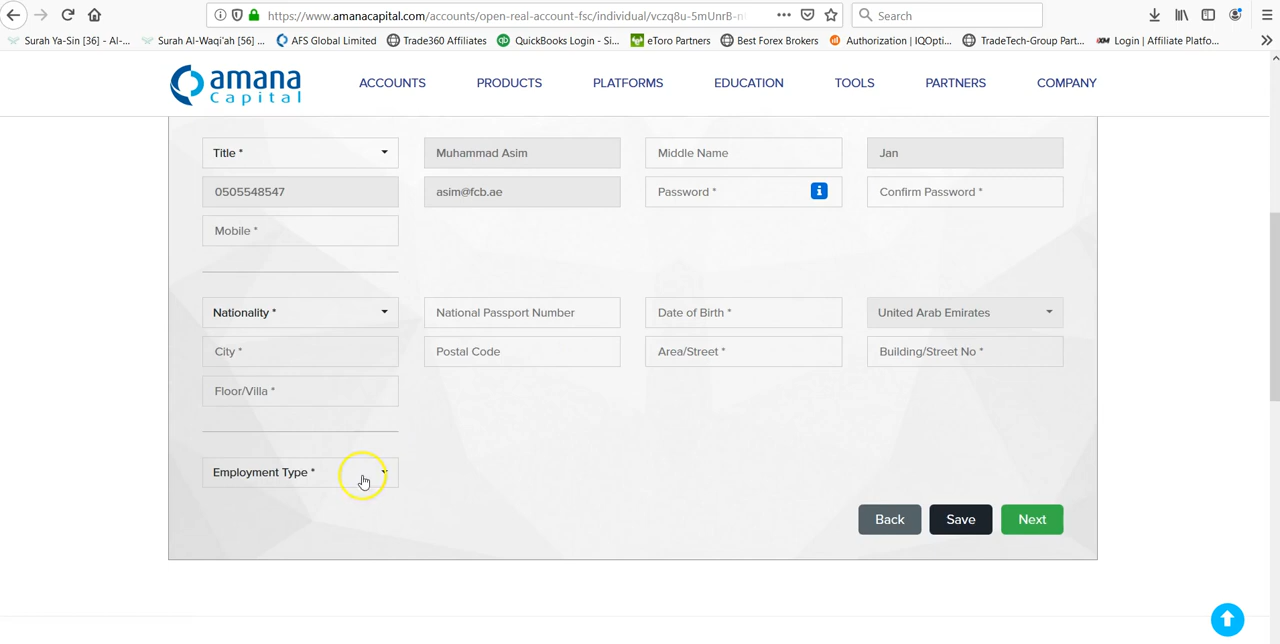 https://www.amanacapital.com/accounts/open-real-account-fsc/individual/vczq8u-5mUnrB-n
Search
Surah Ya-Sin [36] - Al-...
Surah Al-Waqi'ah [56] ...
AFS Global Limited
Trade360 Affiliates
QuickBooks Login - Si...
eToro Partners
Best Forex Brokers
Authorization | IQOpti...
TradeTech-Group Part...
Login | Affiliate Platfo...
amana
capital
ACCOUNTS
PRODUCTS
PLATFORMS
EDUCATION
TOOLS
PARTNERS
COMPANY
Title *
Muhammad Asim
Middle Name
Jan
0505548547
asim@fcb.ae
Password *
Confirm Password *
Mobile *
Nationality *
National Passport Number
Date of Birth *
United Arab Emirates
City *
Postal Code
Area/Street *
Building/Street No *
Floor/Villa *
Employment Type *
Back
Save
Next